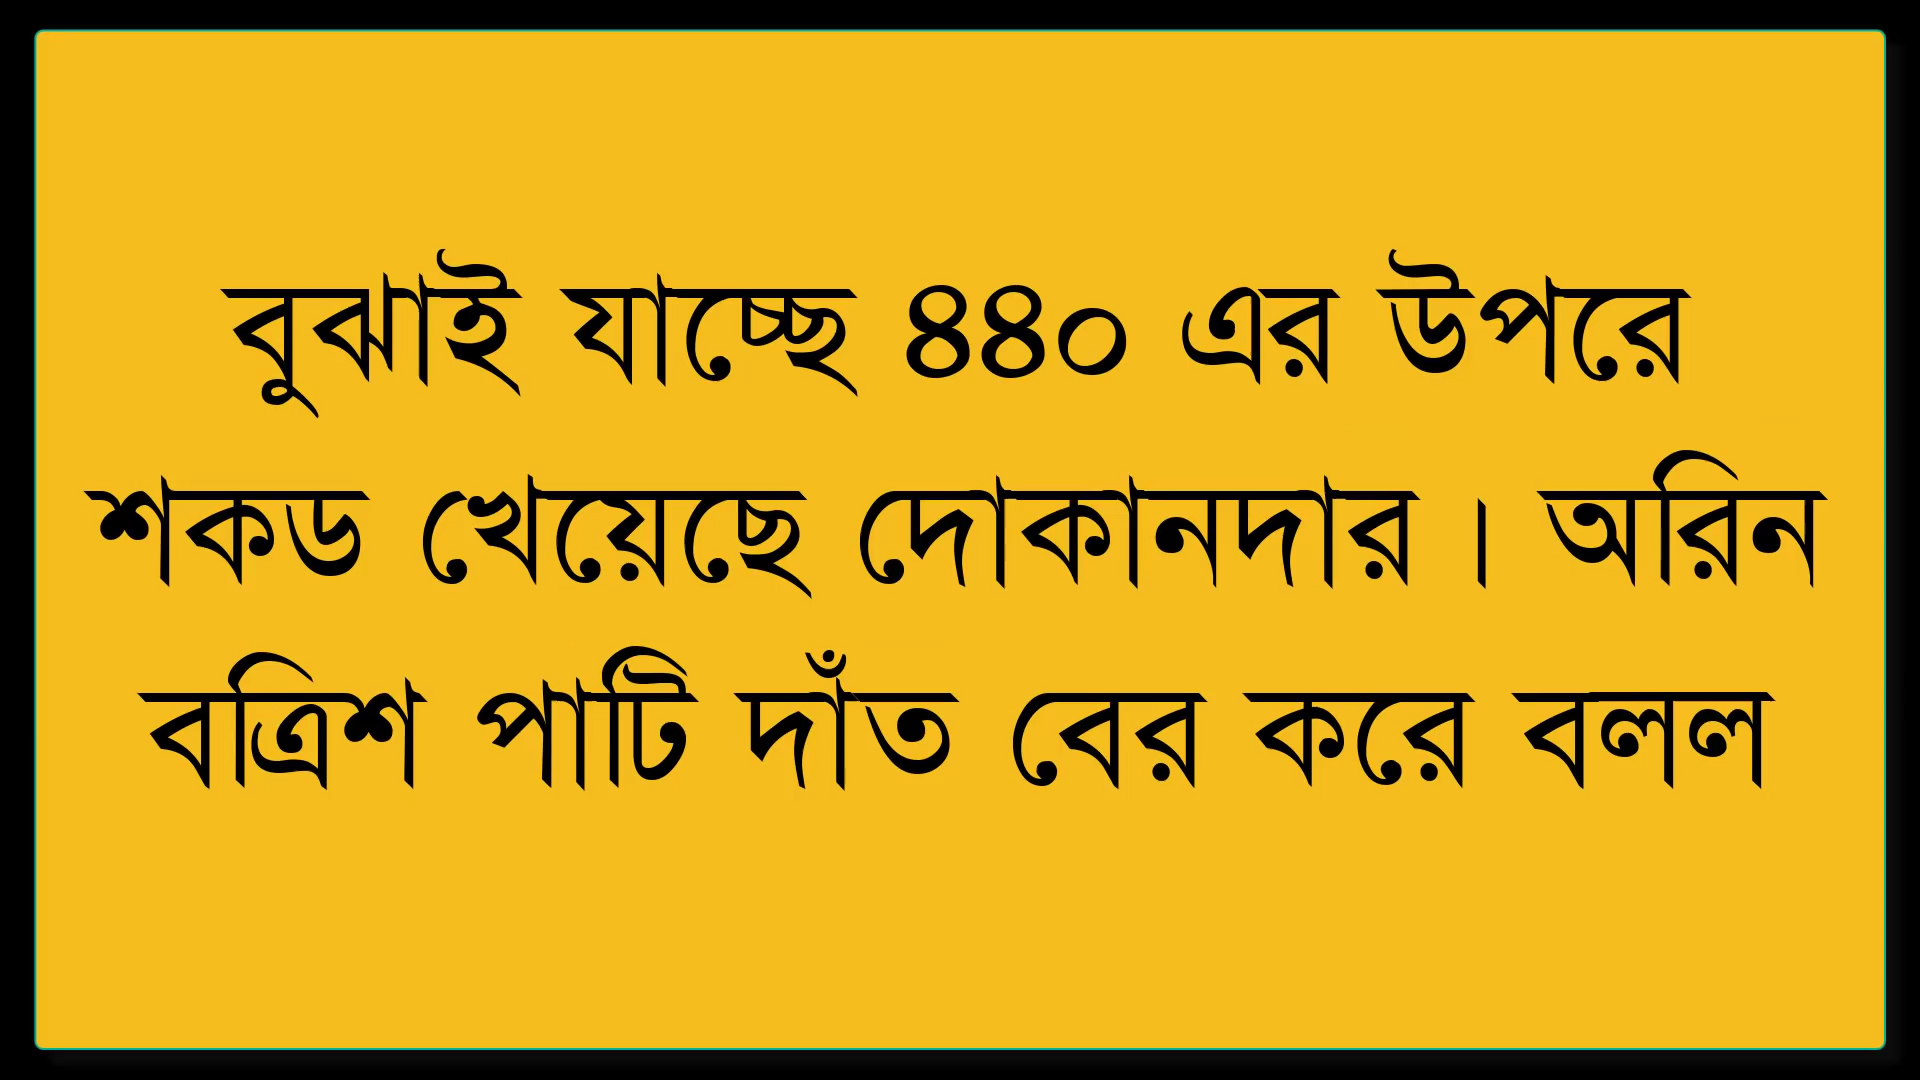 বুঝাই যাচ্ছে ৪৪০ এর উপরে
শকড খেয়েছে দোকানদার । অরিন
বত্রিশ পাটি দাঁত বের করে বলল